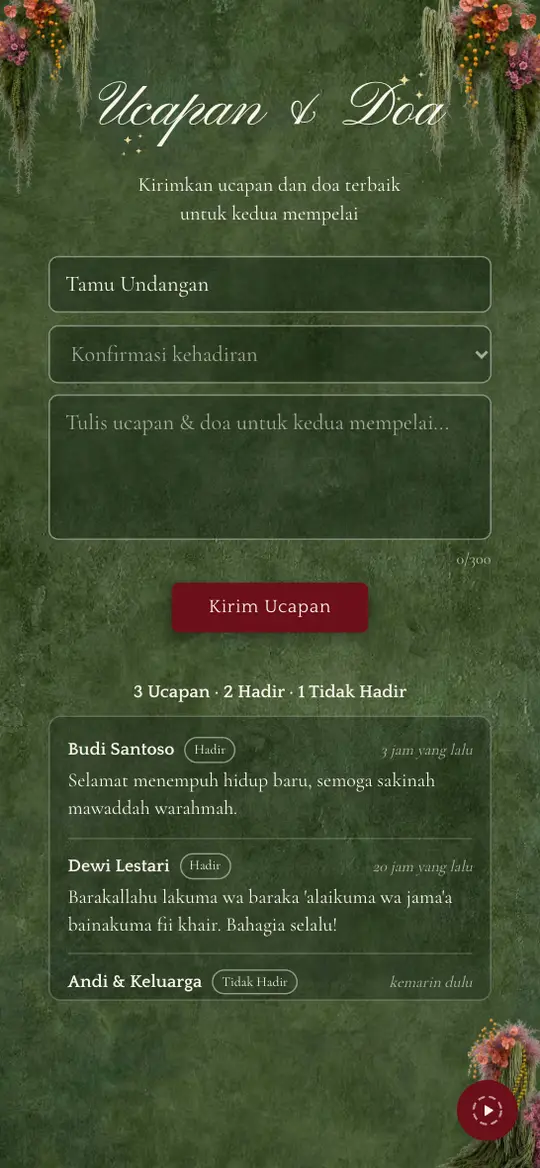 Ucapan & Doa
Kirimkan ucapan dan doa terbaik
untuk kedua mempelai
Tamu Undangan
Konfirmasi kehadiran
Tulis ucapan & doa untuk kedua mempelai...
0/300
Kirim Ucapan
3 Ucapan · 2 Hadir · 1 Tidak Hadir
Budi Santoso Hadir 3 jam yang lalu
Selamat menempuh hidup baru, semoga sakinah
mawaddah warahmah.
Dewi Lestari Hadir 20 jam yang lalu
Barakallahu lakuma wa baraka 'alaikuma wa jama'a
bainakuma fii khair. Bahagia selalu!
Andi & Keluarga Tidak Hadir kemarin dulu